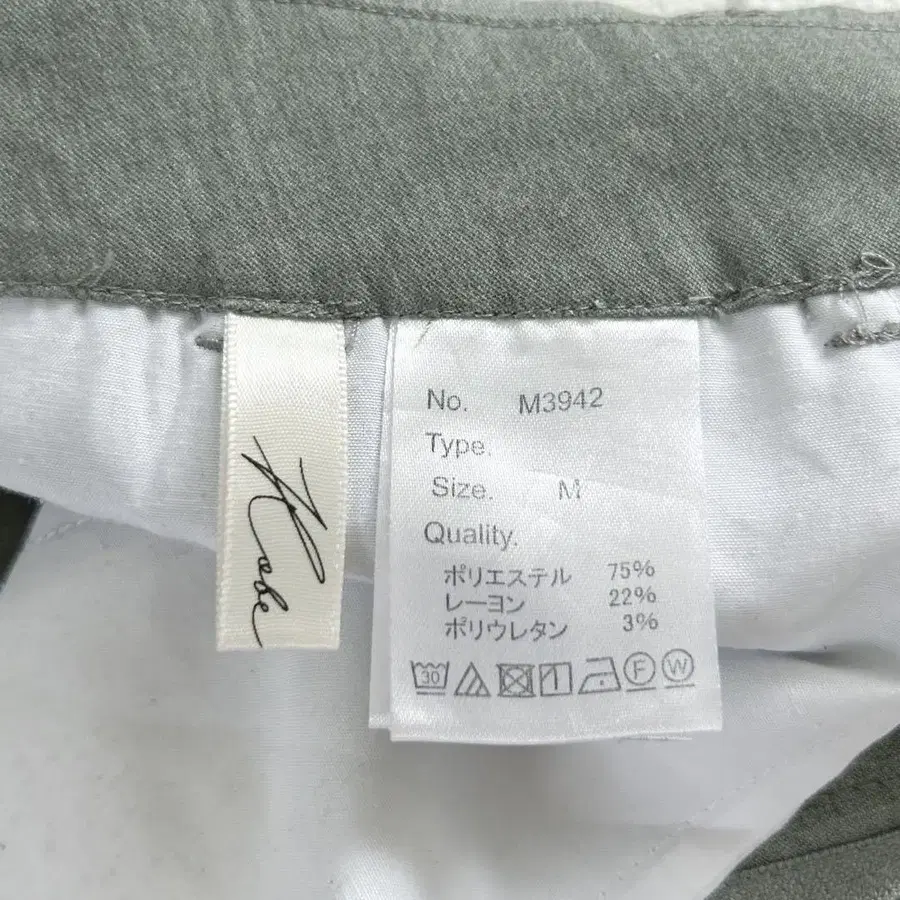 Kobe
No. M3942
Type.
Size. M
Quality.
ポリエステル 75%
レーヨン 22%
ポリウレタン 3%
30 F W